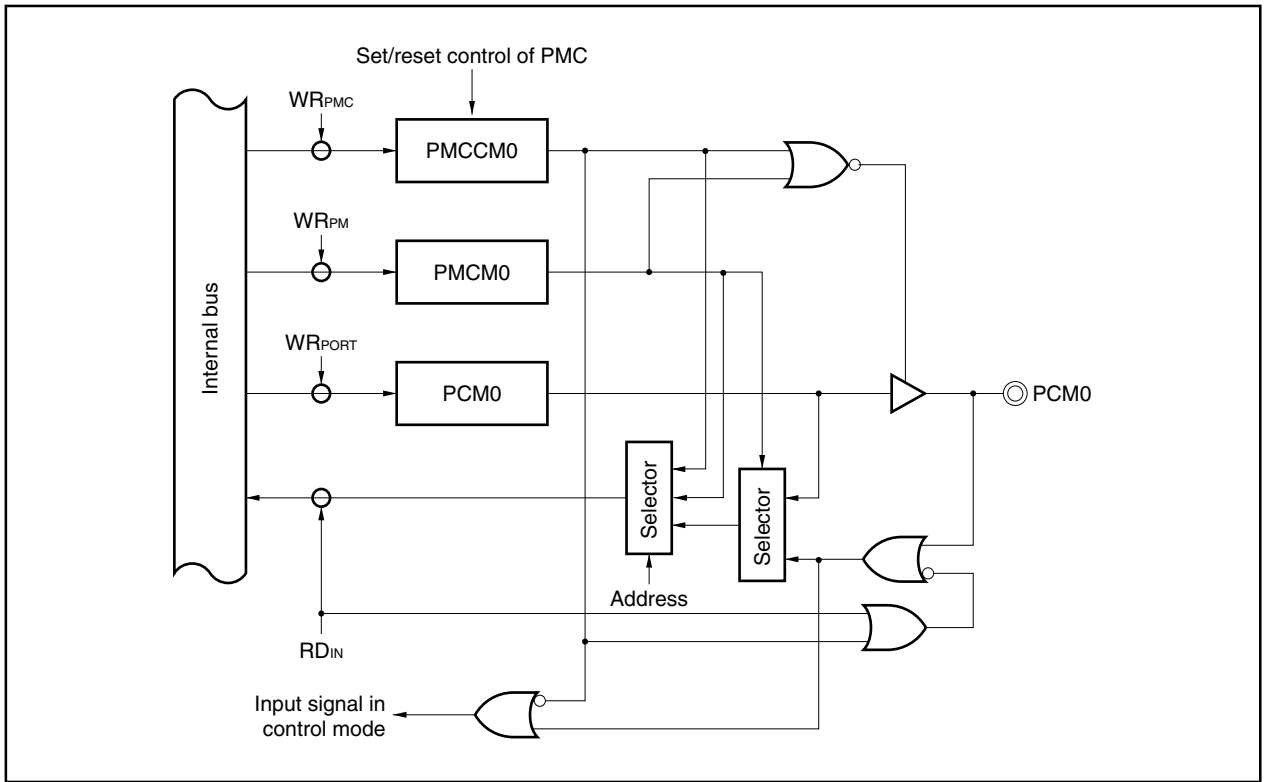 Set/reset control of PMC
WRPMC
PMCCM0
WRPM
PMCM0
Internal bus
WRPORT
PCM0
PCM0
Selector
Selector
Address
RDIN
Input signal in
control mode